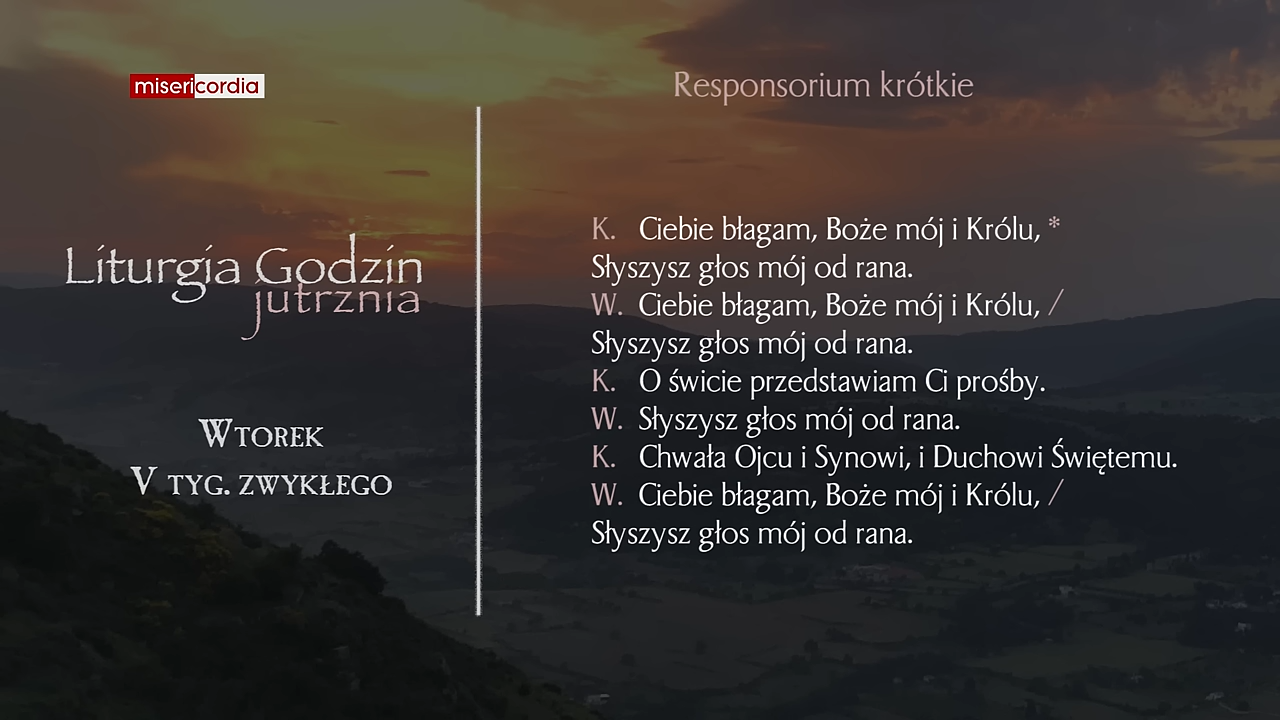 misericordia
Liturgia Godzin
jutrznia
Wtorek
V tyg. zwykłego
Responsorium krótkie
K. Ciebie błagam, Boże mój i Królu, *
Słyszysz głos mój od rana.
W. Ciebie błagam, Boże mój i Królu, /
Słyszysz głos mój od rana.
K. O świcie przedstawiam Ci prośby.
W. Słyszysz głos mój od rana.
K. Chwała Ojcu i Synowi, i Duchowi Świętemu.
W. Ciebie błagam, Boże mój i Królu, /
Słyszysz głos mój od rana.